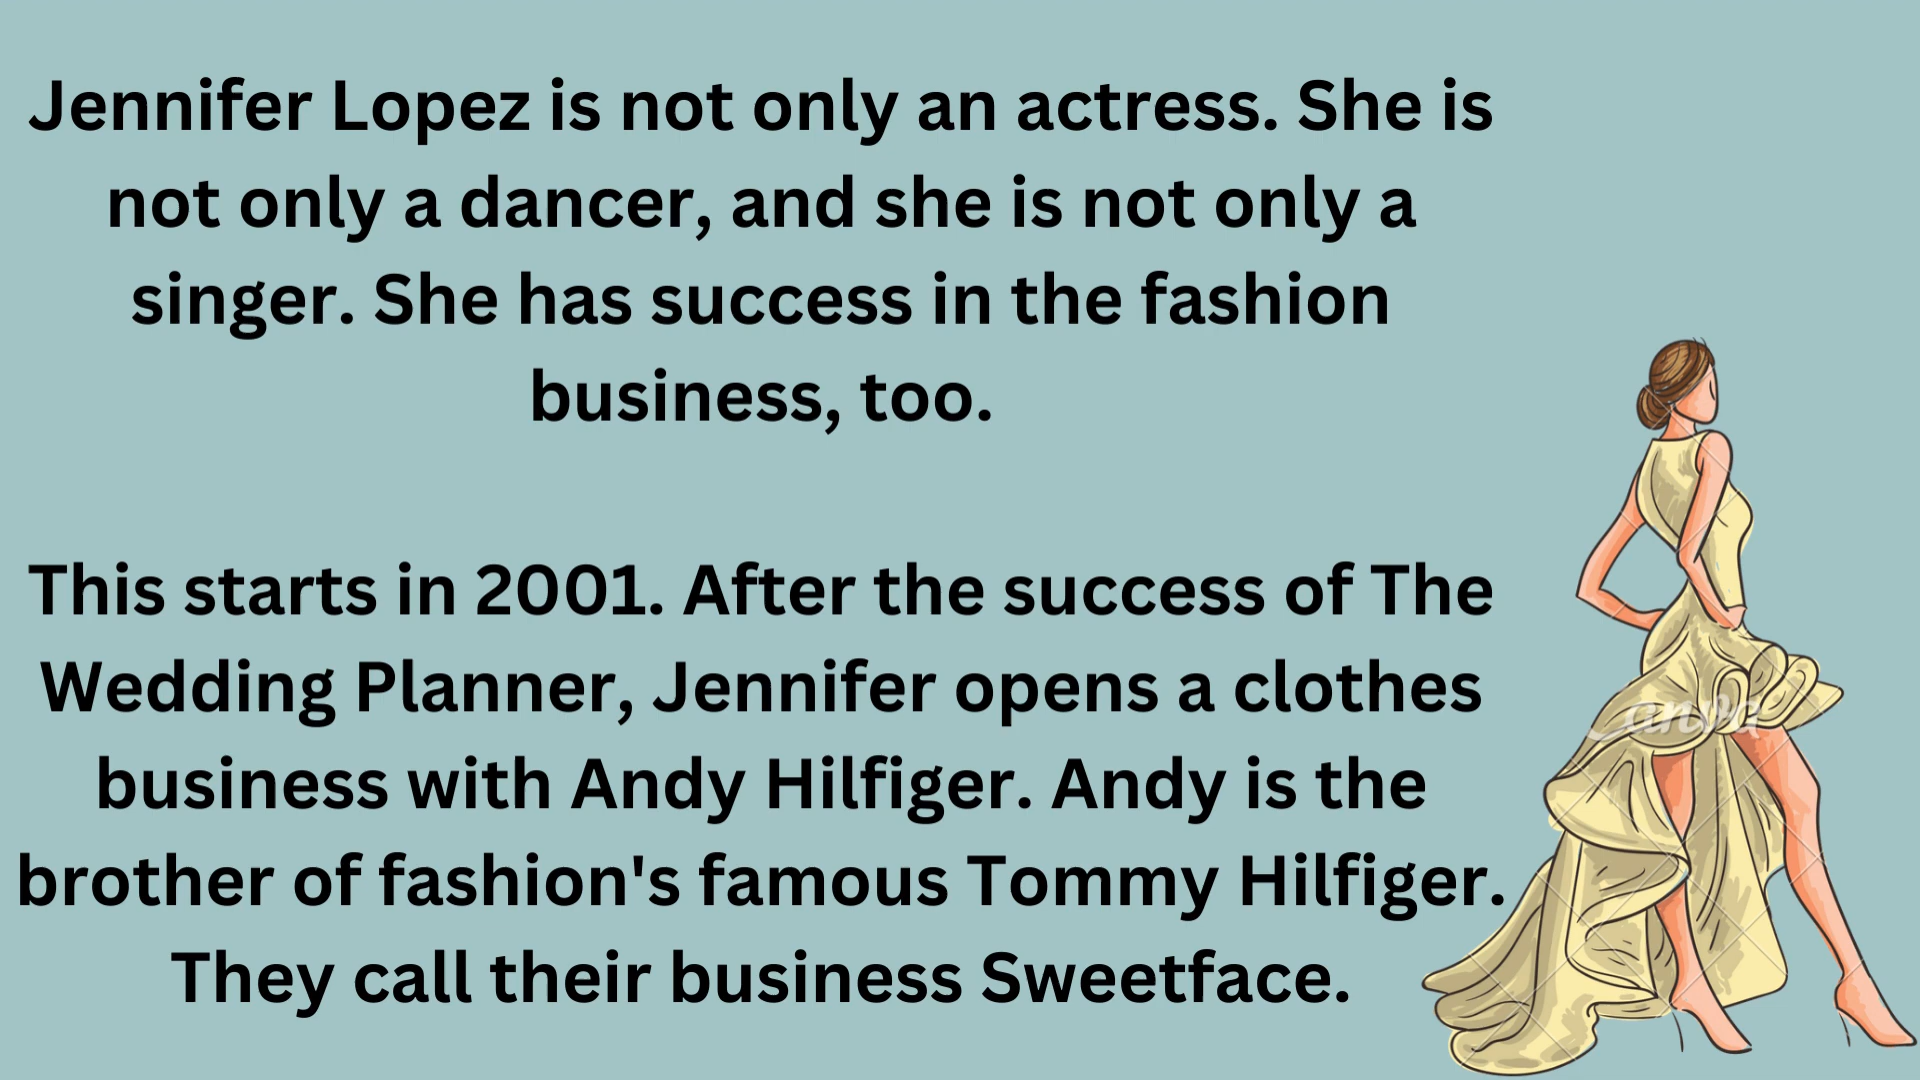 Jennifer Lopez is not only an actress. She is
not only a dancer, and she is not only a
singer. She has success in the fashion
business, too.
This starts in 2001. After the success of The
Wedding Planner, Jennifer opens a clothes
business with Andy Hilfiger. Andy is the
brother of fashion's famous Tommy Hilfiger.
They call their business Sweetface.
Canva